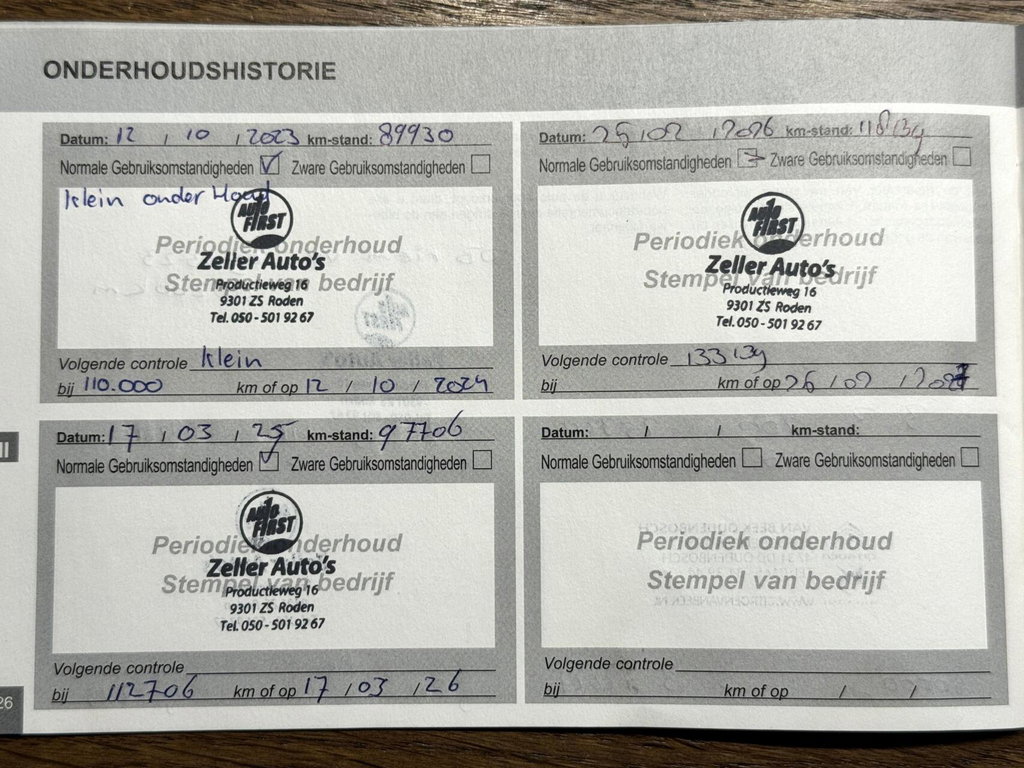 ONDERHOUDSHISTORIE
Datum: 12 / 10 / 2023 km-stand: 89930
Normale Gebruiksomstandigheden Zware Gebruiksomstandigheden
klein onder Houd
AUTO FIRST
Periodiek onderhoud
Zeller Auto's
Stempel van bedrijf
Productieweg 16
9301 ZS Roden
Tel. 050 - 501 92 67
Volgende controle klein
bij 110.000 km of op 12 / 10 / 2024
Datum: 17 / 03 / 25 km-stand: 97706
Normale Gebruiksomstandigheden Zware Gebruiksomstandigheden
AUTO FIRST
Periodiek onderhoud
Zeller Auto's
Stempel van bedrijf
Productieweg 16
9301 ZS Roden
Tel. 050 - 501 92 67
Volgende controle
bij 112706 km of op 17 / 03 / 26
Datum: / 02 / 2026 km-stand:
Normale Gebruiksomstandigheden Zware Gebruiksomstandigheden
AUTO FIRST
Periodiek onderhoud
Zeller Auto's
Stempel van bedrijf
Productieweg 16
9301 ZS Roden
Tel. 050 - 501 92 67
Volgende controle
bij km of op 26 / 02 / 2027
Datum: / / km-stand:
Normale Gebruiksomstandigheden Zware Gebruiksomstandigheden
Periodiek onderhoud
Stempel van bedrijf
Volgende controle
bij km of op / /
II
26